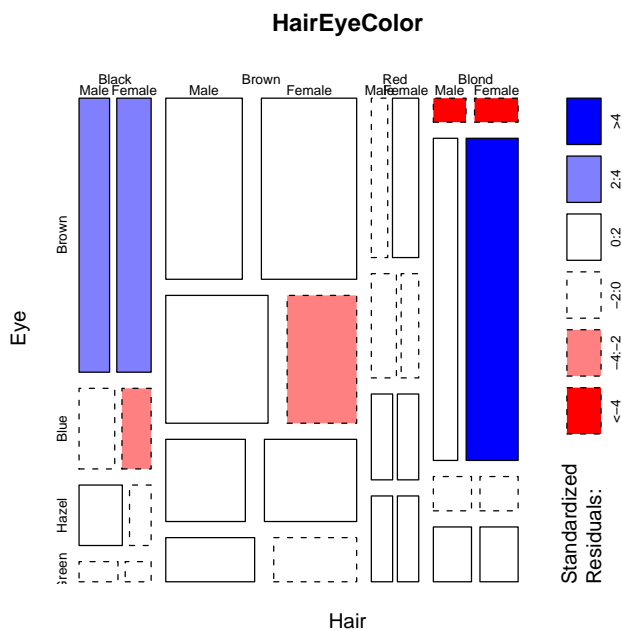 HairEyeColor
Black Brown Red Blond
Male Female Male Female Male Female Male Female
Brown
Blue
Hazel
Green
Eye
Hair
>4
2:4
0:2
−2:0
−4:−2
<−4
Standardized
Residuals: